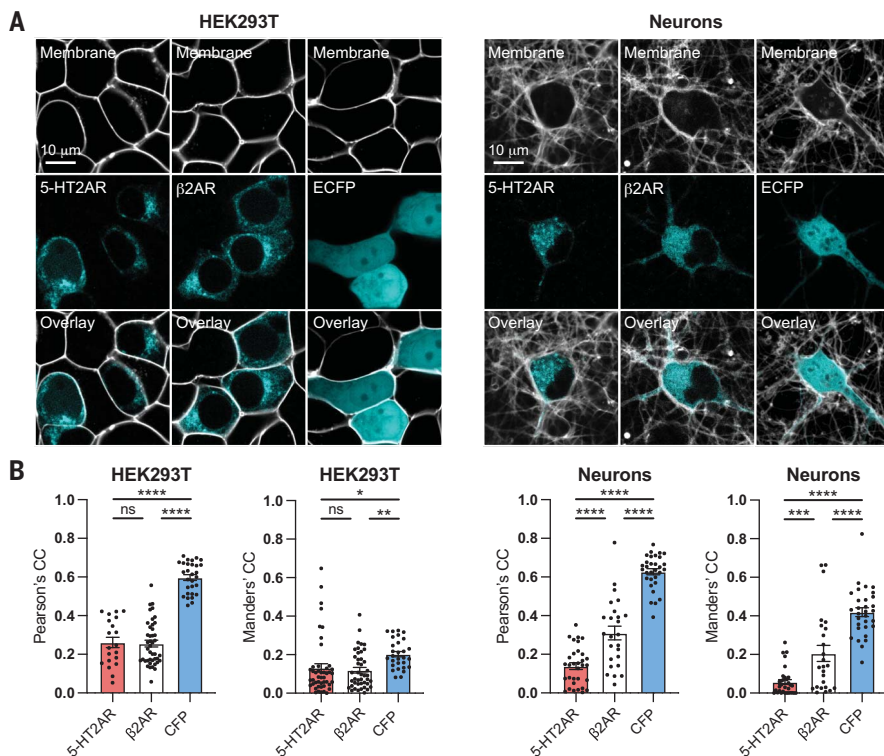 A
HEK293T
Neurons
Membrane Membrane Membrane
10 μm
5-HT2AR β2AR ECFP
Overlay Overlay Overlay
Membrane Membrane Membrane
10 μm
5-HT2AR β2AR ECFP
Overlay Overlay Overlay
B
HEK293T
Pearson's CC
1.0
0.8
0.6
0.4
0.2
0.0
****
ns ****
5-HT2AR β2AR CFP
HEK293T
Manders' CC
1.0
0.8
0.6
0.4
0.2
0.0
*
ns **
5-HT2AR β2AR CFP
Neurons
Pearson's CC
1.0
0.8
0.6
0.4
0.2
0.0
****
**** ****
5-HT2AR β2AR CFP
Neurons
Manders' CC
1.0
0.8
0.6
0.4
0.2
0.0
****
*** ****
5-HT2AR β2AR CFP